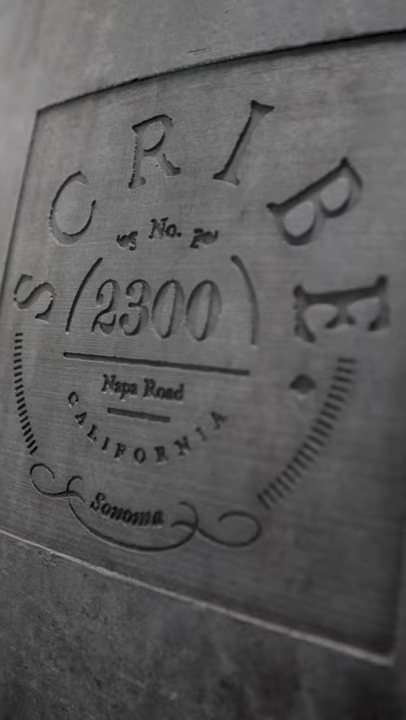 SCRIBE
No.
(2300)
Napa Road
CALIFORNIA
Sonoma